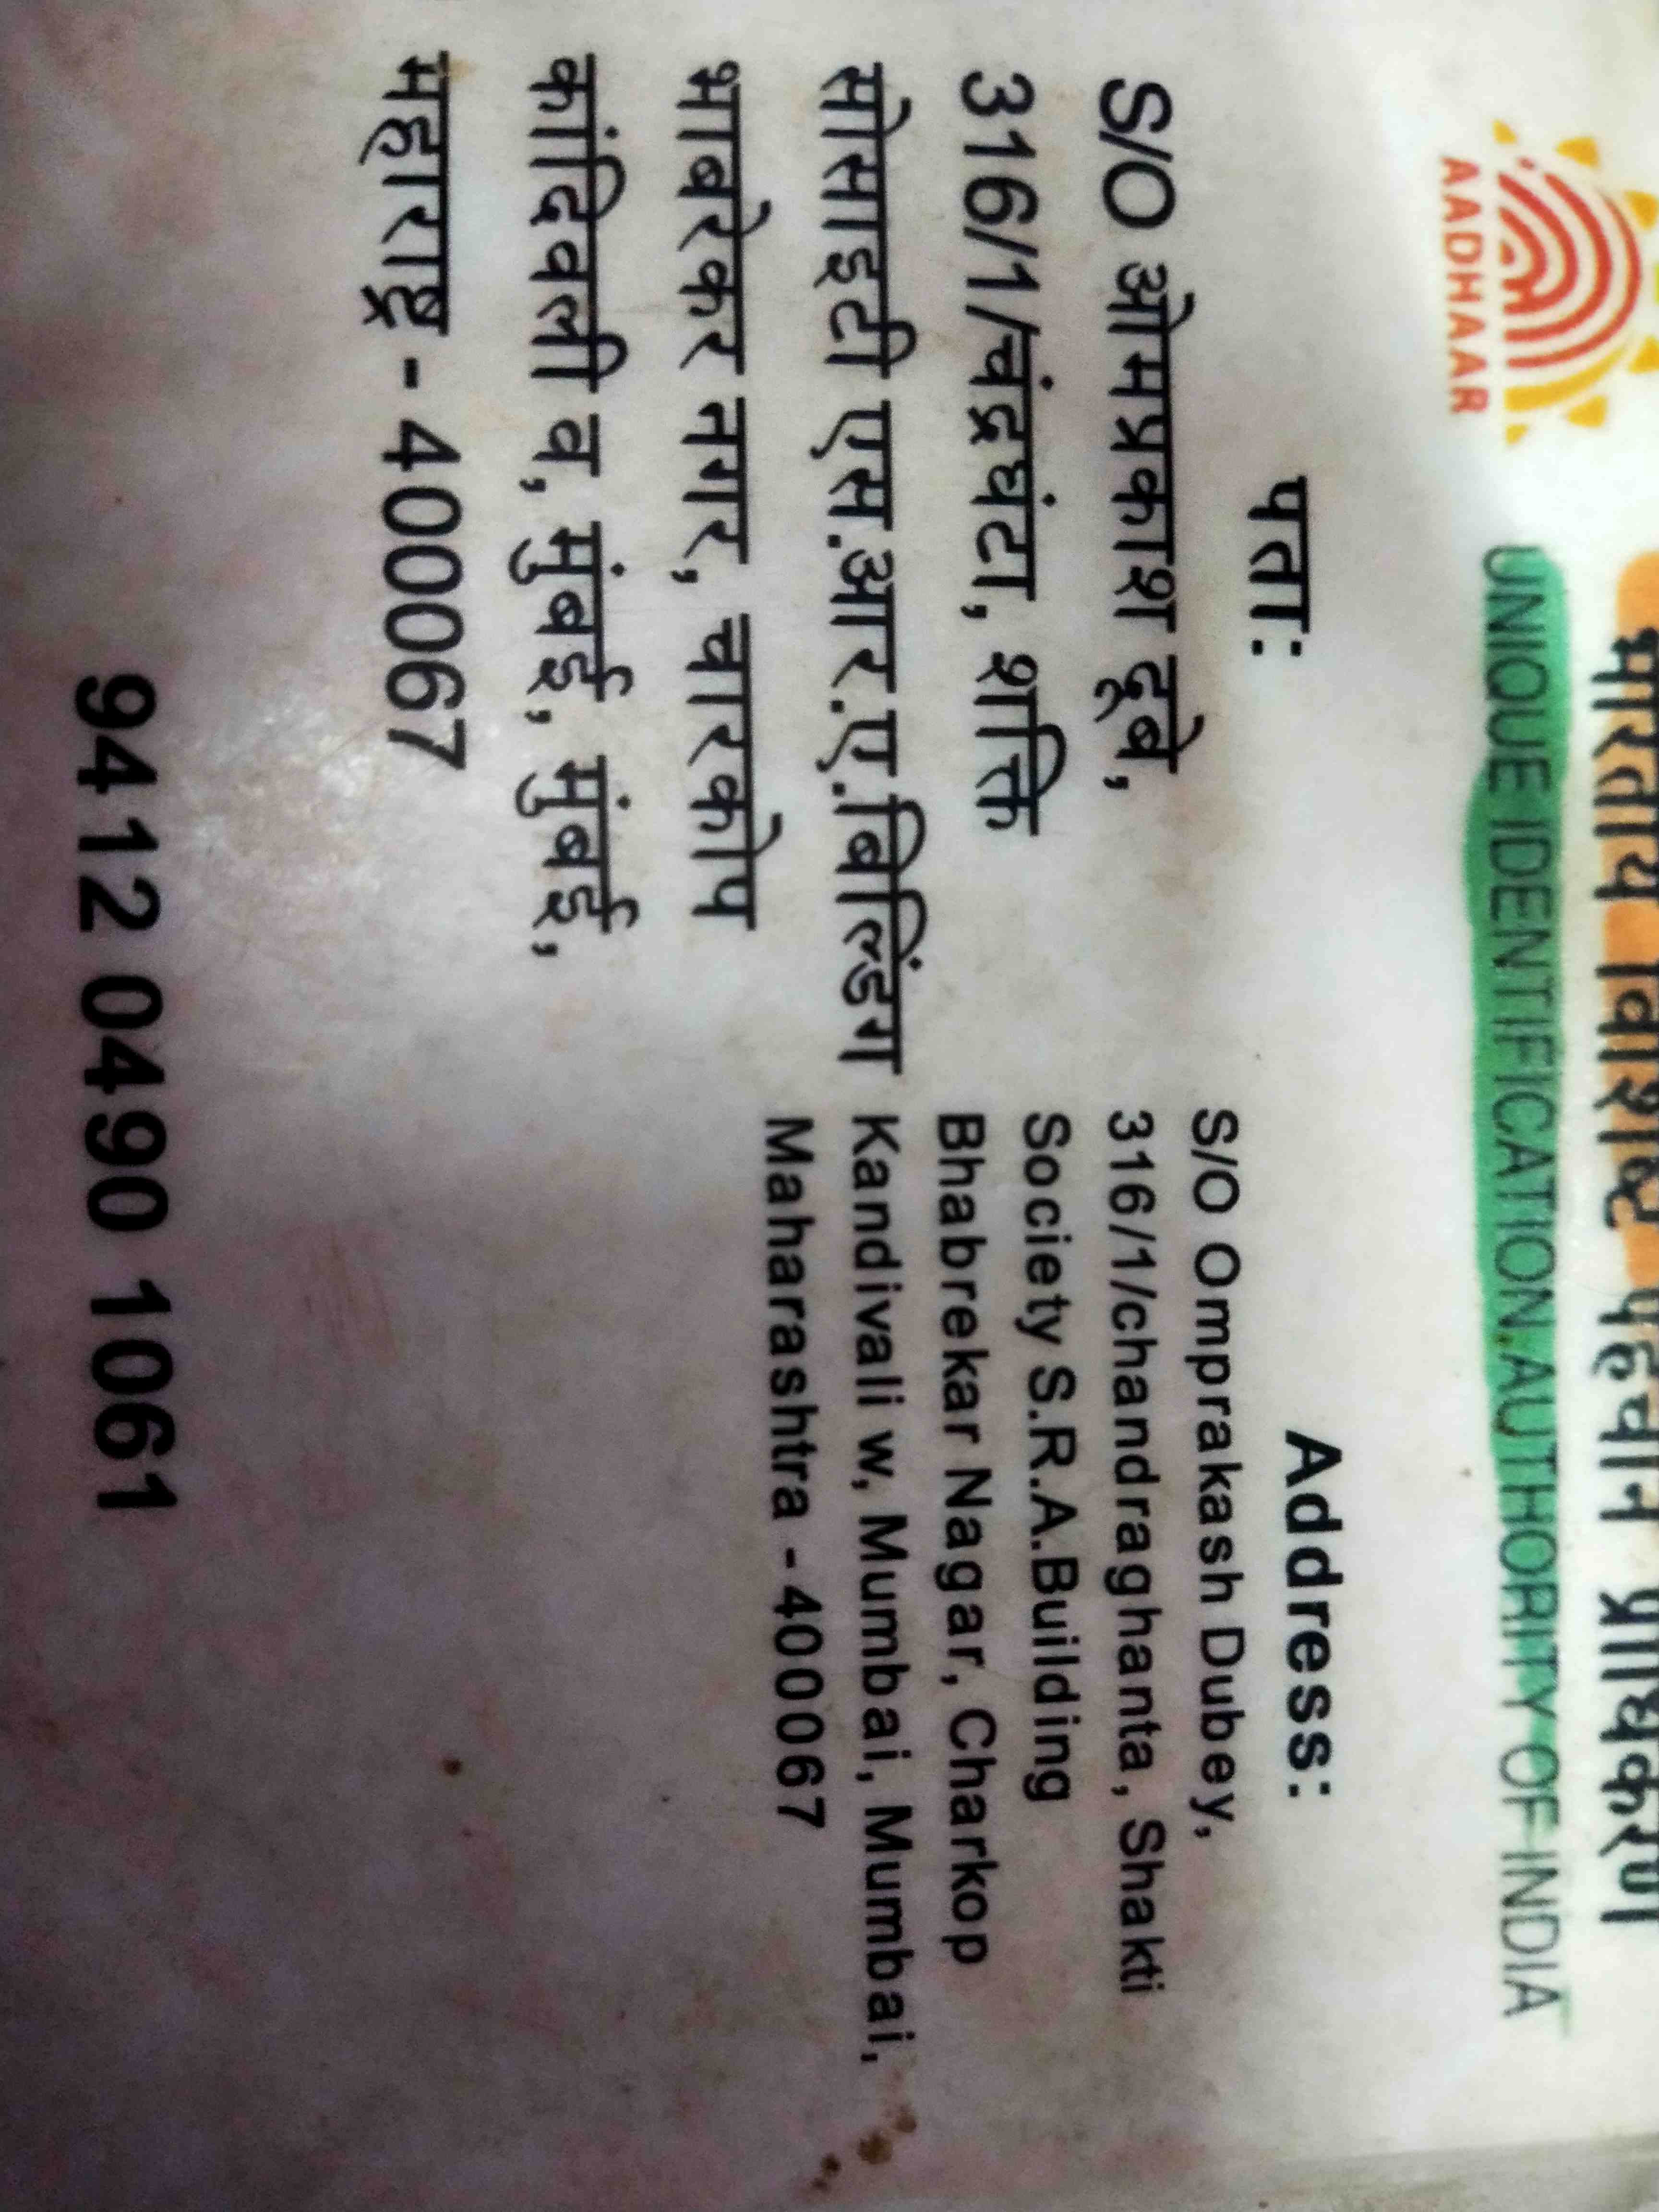 भारतीय विशिष्ट पहचान प्राधिकरण
UNIQUE IDENTIFICATION AUTHORITY OF INDIA
AADHAAR
पता:
S/O ओमप्रकाश दूबे,
316/1/चंद्रघंटा, शक्ति
सोसाइटी एस.आर.ए.बिल्डिंग
भाबरेकर नगर, चारकोप
कांदिवली व, मुंबई, मुंबई,
महाराष्ट्र - 400067
Address:
S/O Omprakash Dubey,
316/1/chandraghanta, Shakti
Society S.R.A.Building
Bhabrekar Nagar, Charkop
Kandivali w, Mumbai, Mumbai,
Maharashtra - 400067
9412 0490 1061